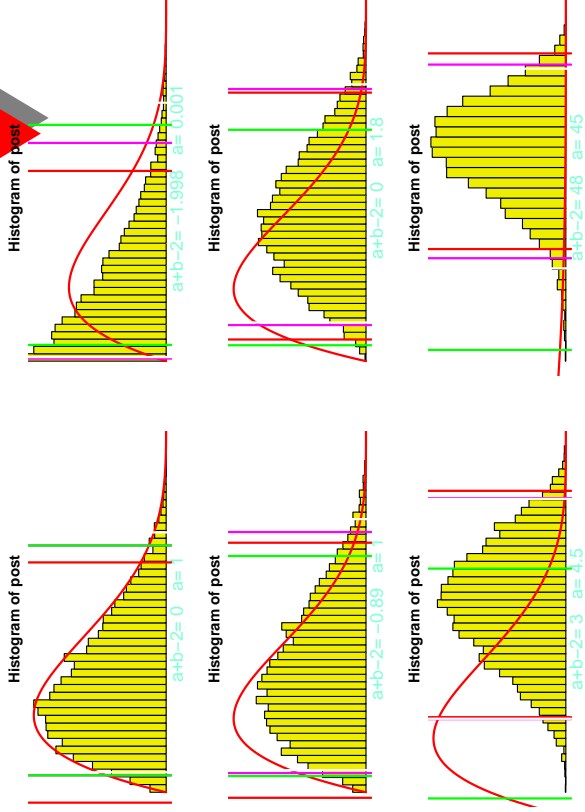 Histogram of post
a+b−2= 0 a= 1
Histogram of post
a+b−2= −1.998 a= 0.001
Histogram of post
a+b−2= −0.89 a= 1
Histogram of post
a+b−2= 0 a= 1.8
Histogram of post
a+b−2= 3 a= 4.5
Histogram of post
a+b−2= 48 a= 45